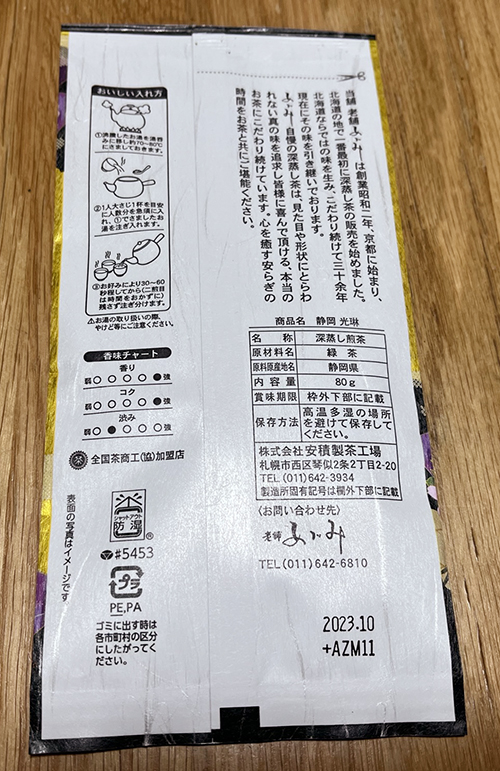 当舗 老舗よがみーは創業昭和二年、京都に始まり、
北海道の地で一番最初に深蒸し茶の販売を始めました。
北海道ならではの味を生み、こだわり続けて三十余年
現在にその味を引き継いでおります。
自慢の深蒸し茶は、見た目や形状にとらわ
れない真の味を追求し皆様に喜んで頂ける、本当の
お茶にこだわり続けています。心を癒す安らぎの
時間をお茶と共にご堪能ください。
おいしい入れ方
①沸騰したお湯を湯呑
みに移し約70~80℃
にさましておきます。
②1人大さじ1杯を目安
に人数分を急須に入
れ、①でさましたお
湯を注ぎ入れます。
③お好みにより30~60
秒程してから(二煎目
は時間をおかずに)
残さず注ぎ分けます。
⚠お湯の取り扱いの際、
やけど等にご注意ください。
香味チャート
香り
弱 ○ ○ ○ ○ ● 強
コク
弱 ○ ○ ○ ○ ● 強
渋み
弱 ○ ● ○ ○ ○ 強
全国茶商工(協)加盟店
表面の写真はイメージです
シャットアウト
防湿
®
#5453
プラ
PE,PA
ゴミに出す時は
各市町村の区分
にしたがってく
ださい。
商品名 静岡 光琳
名称 深蒸し煎茶
原材料名 緑茶
原料原産地名 静岡県
内容量 80g
賞味期限 枠外下部に記載
保存方法 高温多湿の場所
を避けて保存して
ください。
株式会社 安積製茶工場
札幌市西区琴似2条2丁目2-20
TEL(011)642-3934
製造所固有記号は欄外下部に記載
〈お問い合わせ先〉
老舗
TEL(011)642-6810
2023.10
+AZM11